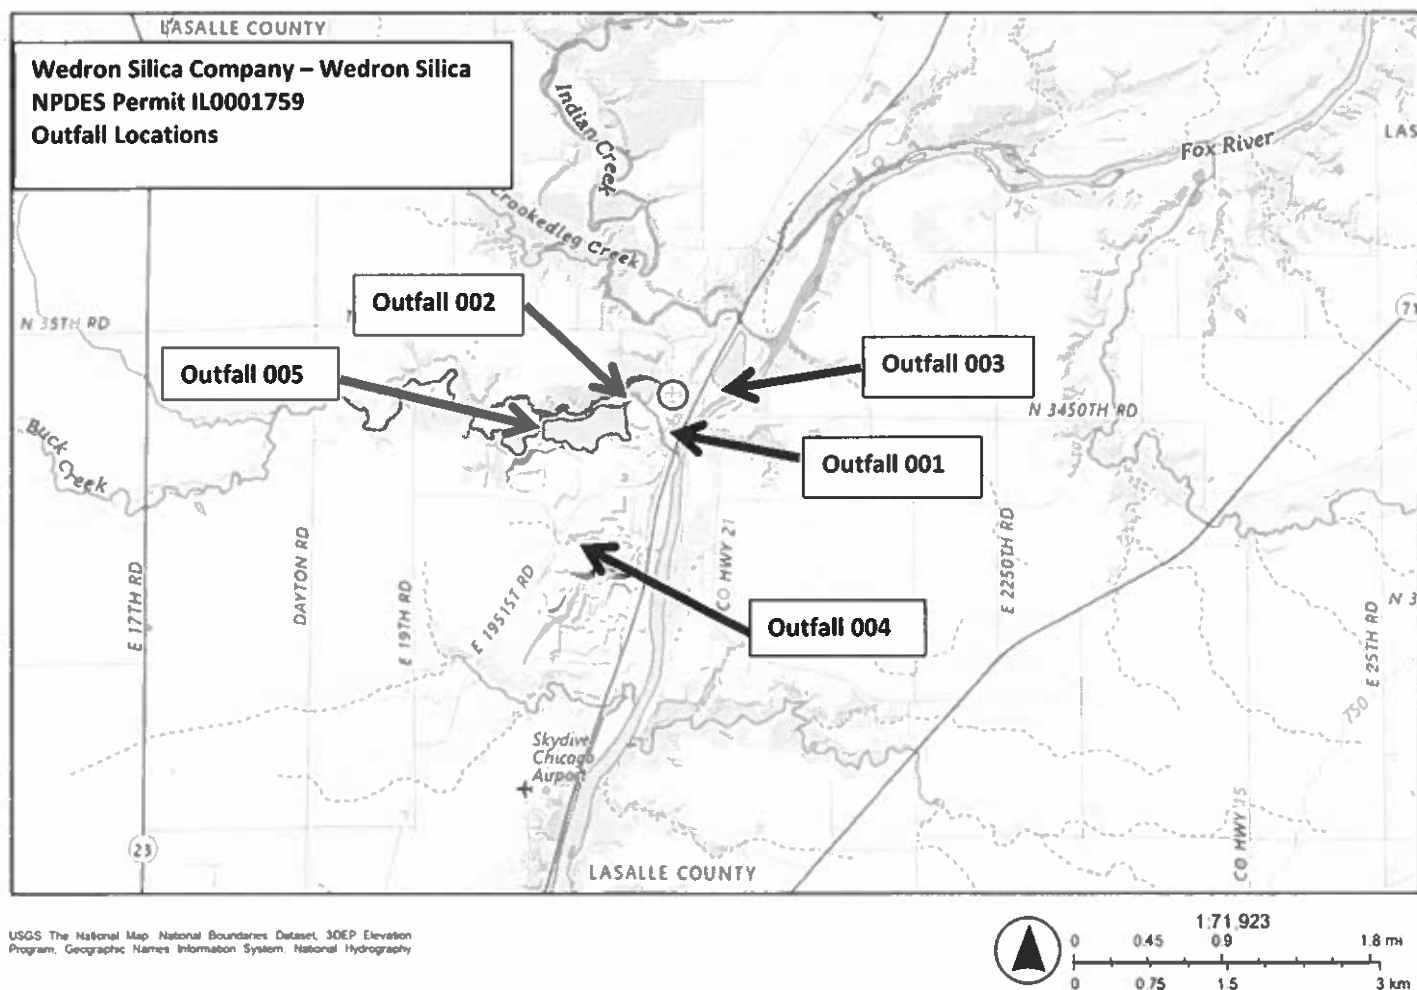 LASALLE COUNTY
Wedron Silica Company – Wedron Silica
NPDES Permit IL0001759
Outfall Locations
Indian Creek
Fox River
LAS
Crookedleg Creek
Outfall 002
N 35TH RD
71
Outfall 005
Outfall 003
N 3450TH RD
Buck Creek
Outfall 001
CO HWY 21
E 2250TH RD
DAYTON RD
E 17TH RD
E 19TH RD
E 1951ST RD
N 3
E 25TH RD
Outfall 004
750
Skydive
Chicago
Airport
23
CO HWY 15
LASALLE COUNTY
USGS The National Map National Boundaries Dataset, 3DEP Elevation
Program, Geographic Names Information System, National Hydrography
1:71,923
0 0.45 0.9 1.8 mi
0 0.75 1.5 3 km